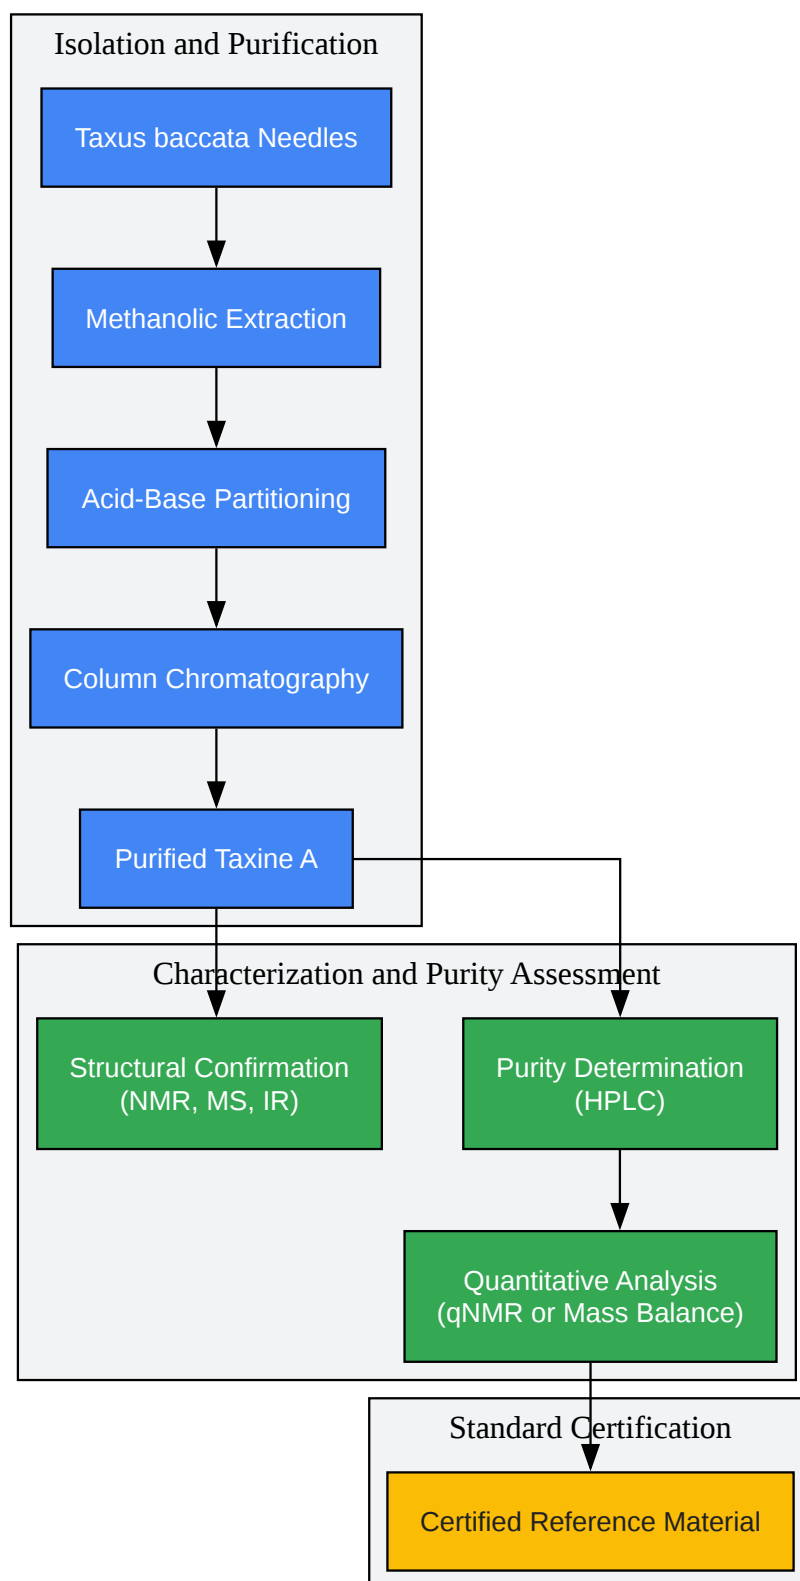 Isolation and Purification
Taxus baccata Needles
Methanolic Extraction
Acid-Base Partitioning
Column Chromatography
Purified Taxine A
Characterization and Purity Assessment
Structural Confirmation
(NMR, MS, IR)
Purity Determination
(HPLC)
Quantitative Analysis
(qNMR or Mass Balance)
Standard Certification
Certified Reference Material